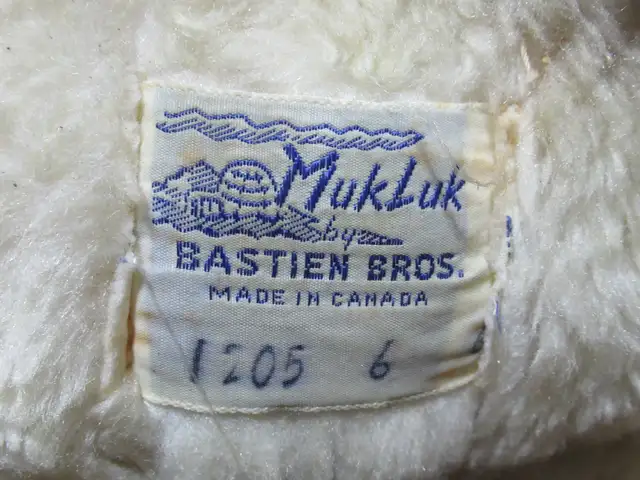 MukLuk
by
BASTIEN BROS.
MADE IN CANADA
1205 6